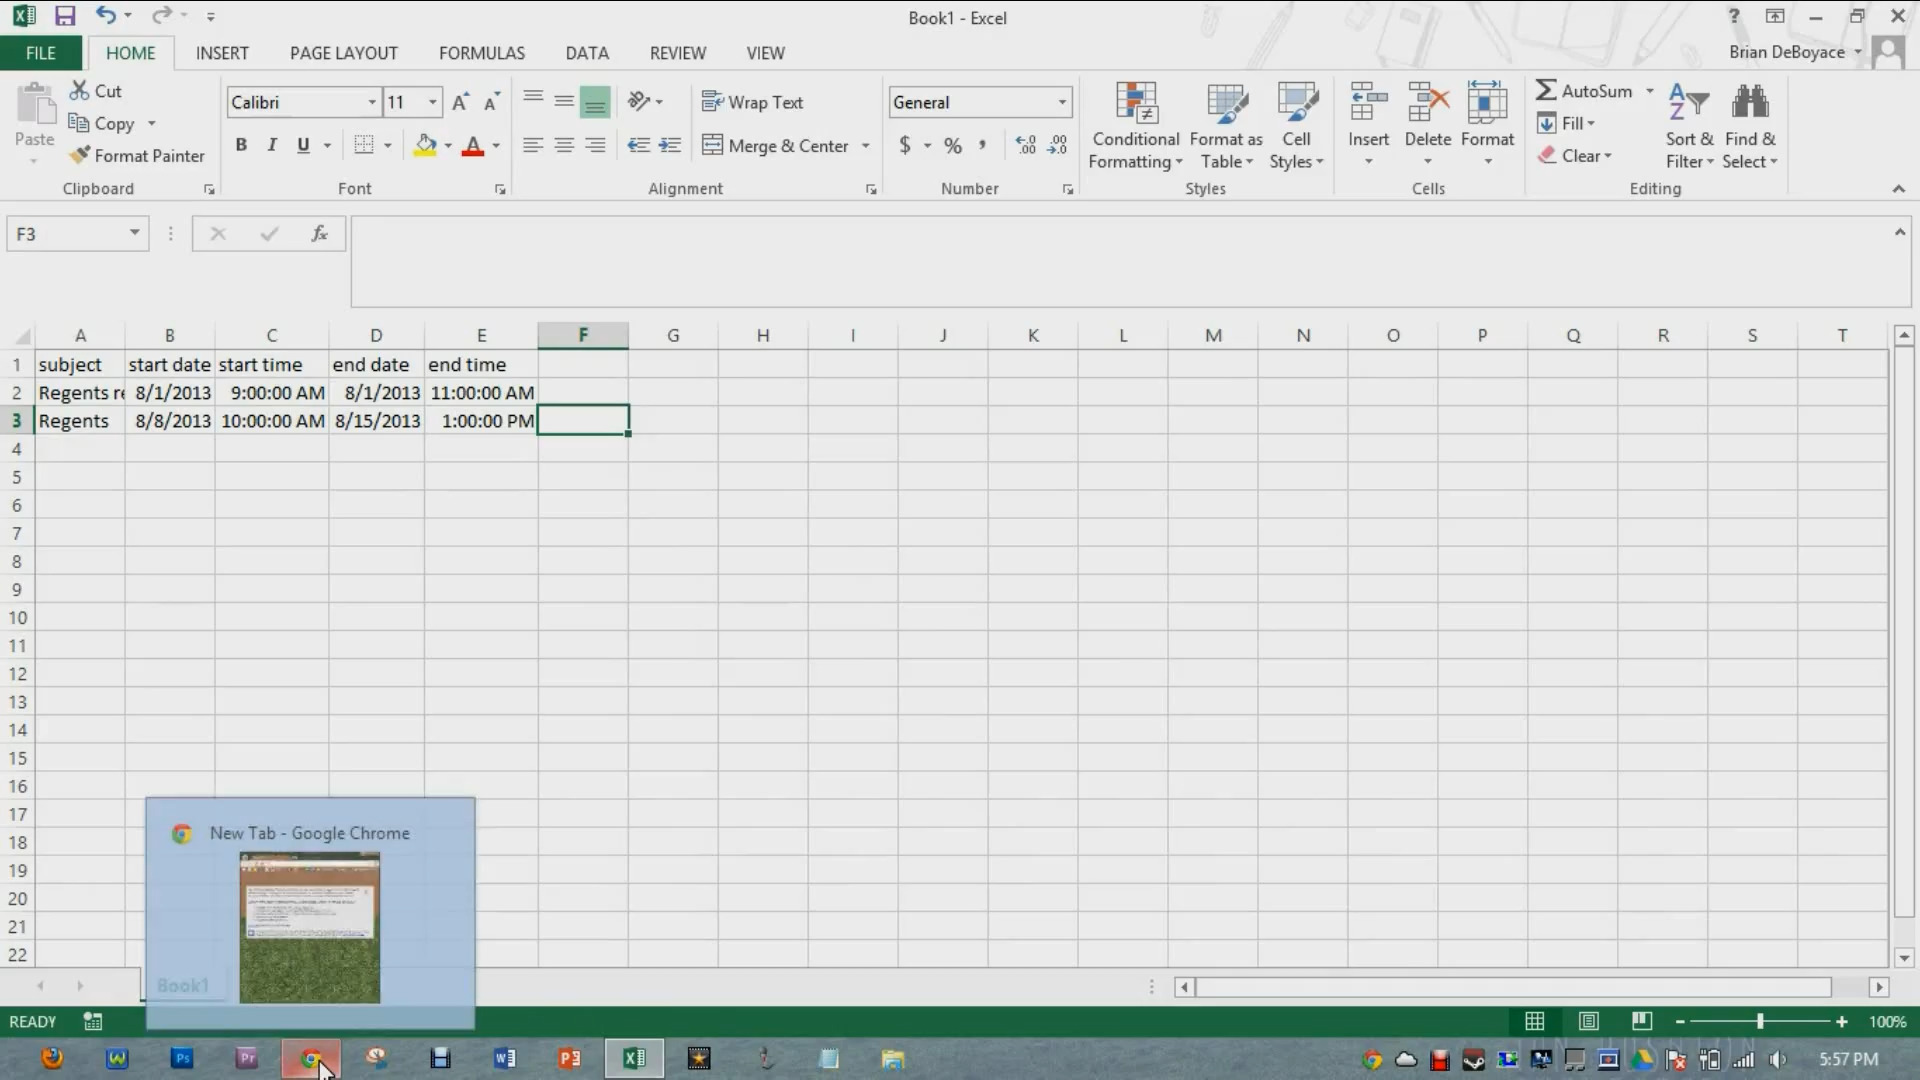 Book1 - Excel
?
FILE HOME INSERT PAGE LAYOUT FORMULAS DATA REVIEW VIEW
Brian DeBoyace
Paste
Cut
Copy
Format Painter
Clipboard
Calibri 11
B I U
Font
Wrap Text
Merge & Center
Alignment
General
$ % ,
Number
Conditional Formatting
Format as Table
Cell Styles
Styles
Insert Delete Format
Cells
AutoSum
Fill
Clear
Sort & Filter
Find & Select
Editing
F3
fx
A B C D E F G H I J K L M N O P Q R S T
1 subject start date start time end date end time
2 Regents re 8/1/2013 9:00:00 AM 8/1/2013 11:00:00 AM
3 Regents 8/8/2013 10:00:00 AM 8/15/2013 1:00:00 PM
4
5
6
7
8
9
10
11
12
13
14
15
16
17
18
19
20
21
22
New Tab - Google Chrome
Book1
READY
100%
5:57 PM